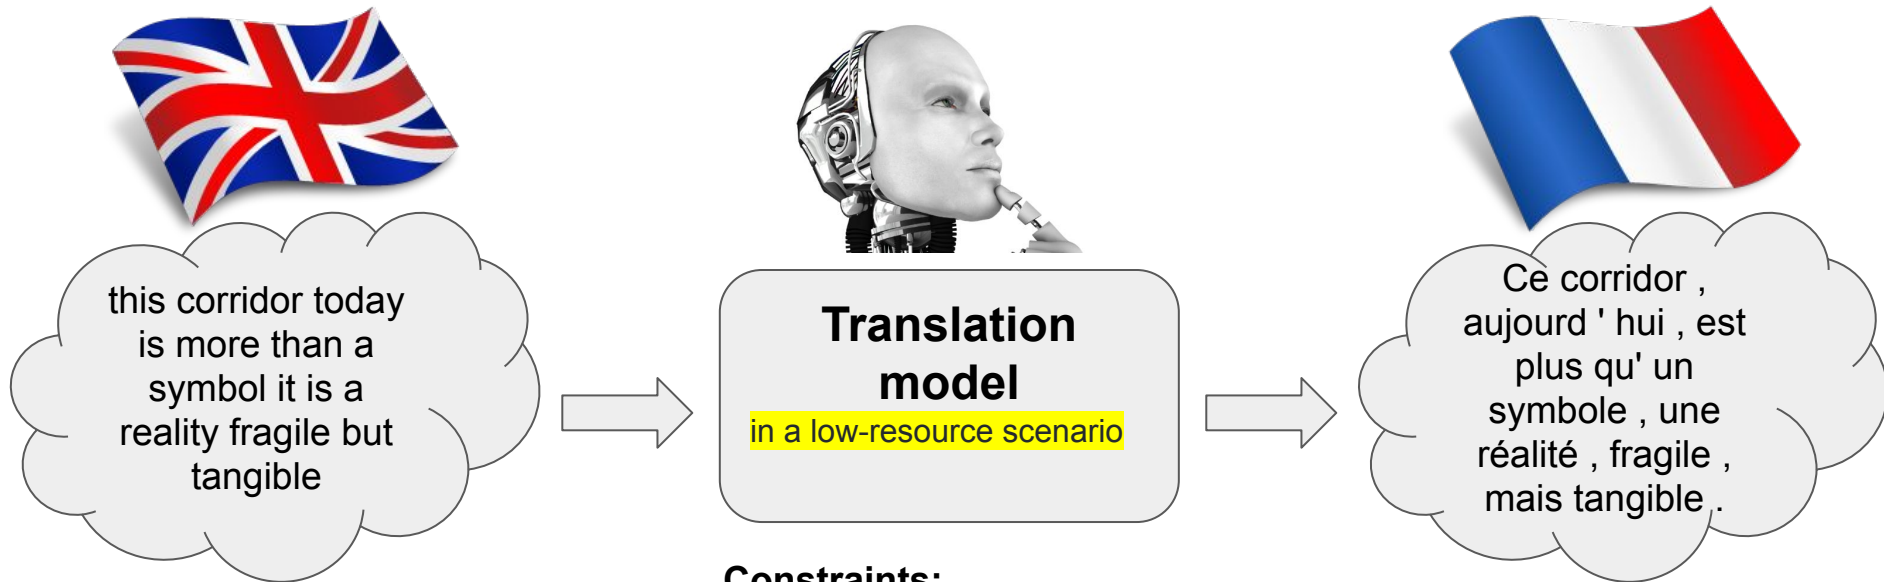 this corridor today
is more than a
symbol it is a
reality fragile but
tangible
Translation
model
in a low-resource scenario
Constraints:
Ce corridor ,
aujourd ' hui , est
plus qu' un
symbole , une
réalité , fragile ,
mais tangible .